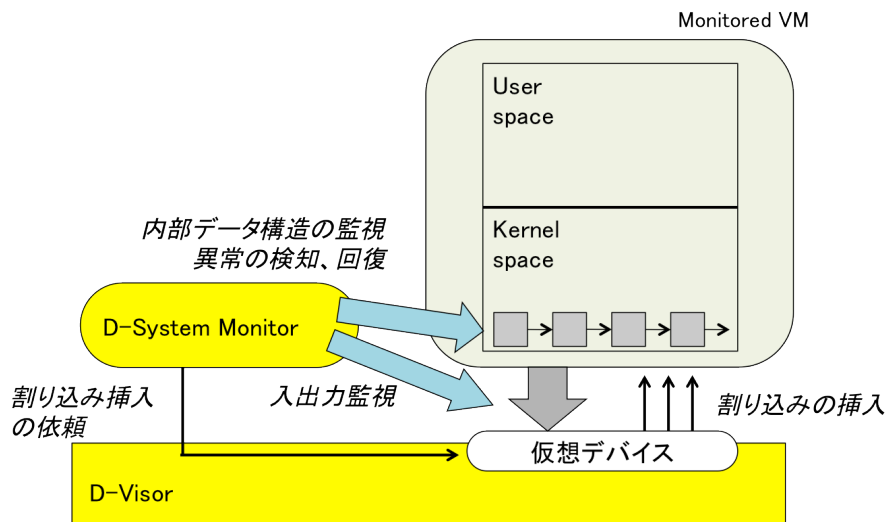 Monitored VM
User
space
内部データ構造の監視
異常の検知、回復
Kernel
space
D-System Monitor
割り込み挿入
の依頼
入出力監視
割り込みの挿入
仮想デバイス
D-Visor